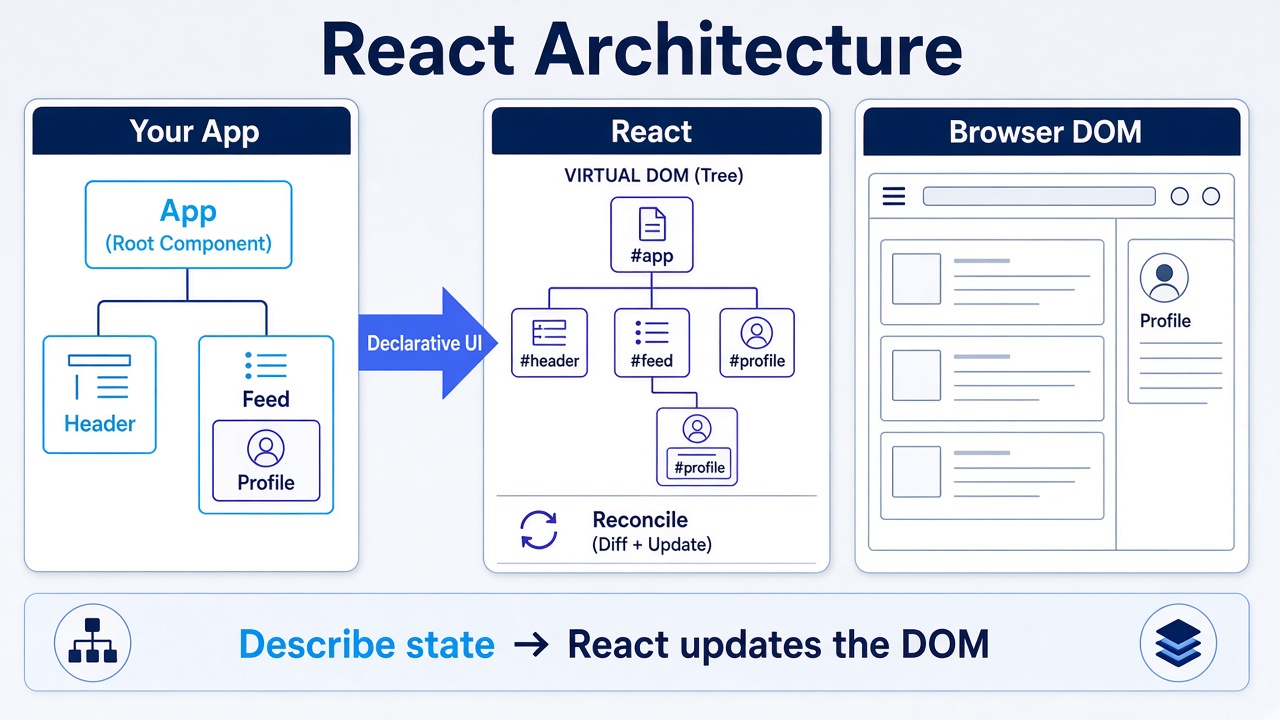 React Architecture
Your App
App
(Root Component)
Header
Feed
Profile
Declarative UI
React
VIRTUAL DOM (Tree)
#app
#header
#feed
#profile
#profile
Reconcile
(Diff + Update)
Browser DOM
Profile
Describe state → React updates the DOM